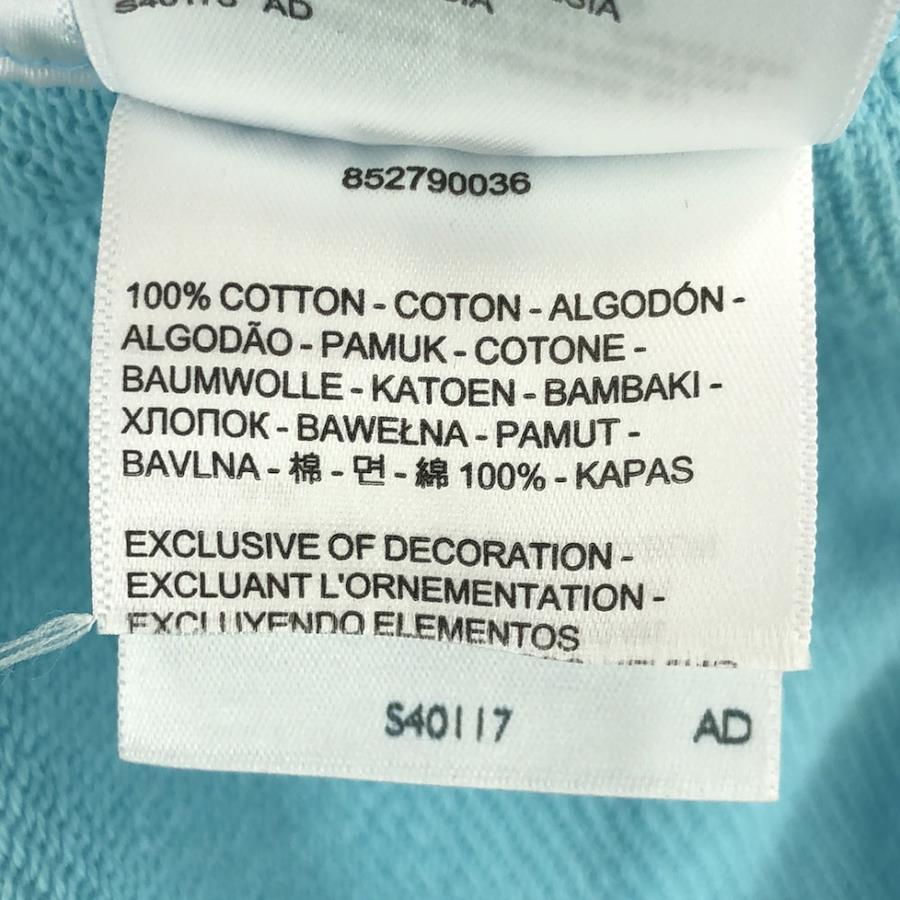 AD
852790036
100% COTTON - COTON - ALGODÓN -
ALGODÃO - PAMUK - COTONE -
BAUMWOLLE - KATOEN - BAMBAKI -
ХЛОПОК - BAWEŁNA - PAMUT -
BAVLNA - 棉 - 면 - 綿 100% - KAPAS
EXCLUSIVE OF DECORATION -
EXCLUANT L'ORNEMENTATION -
EXCLUYENDO ELEMENTOS
S40117 AD